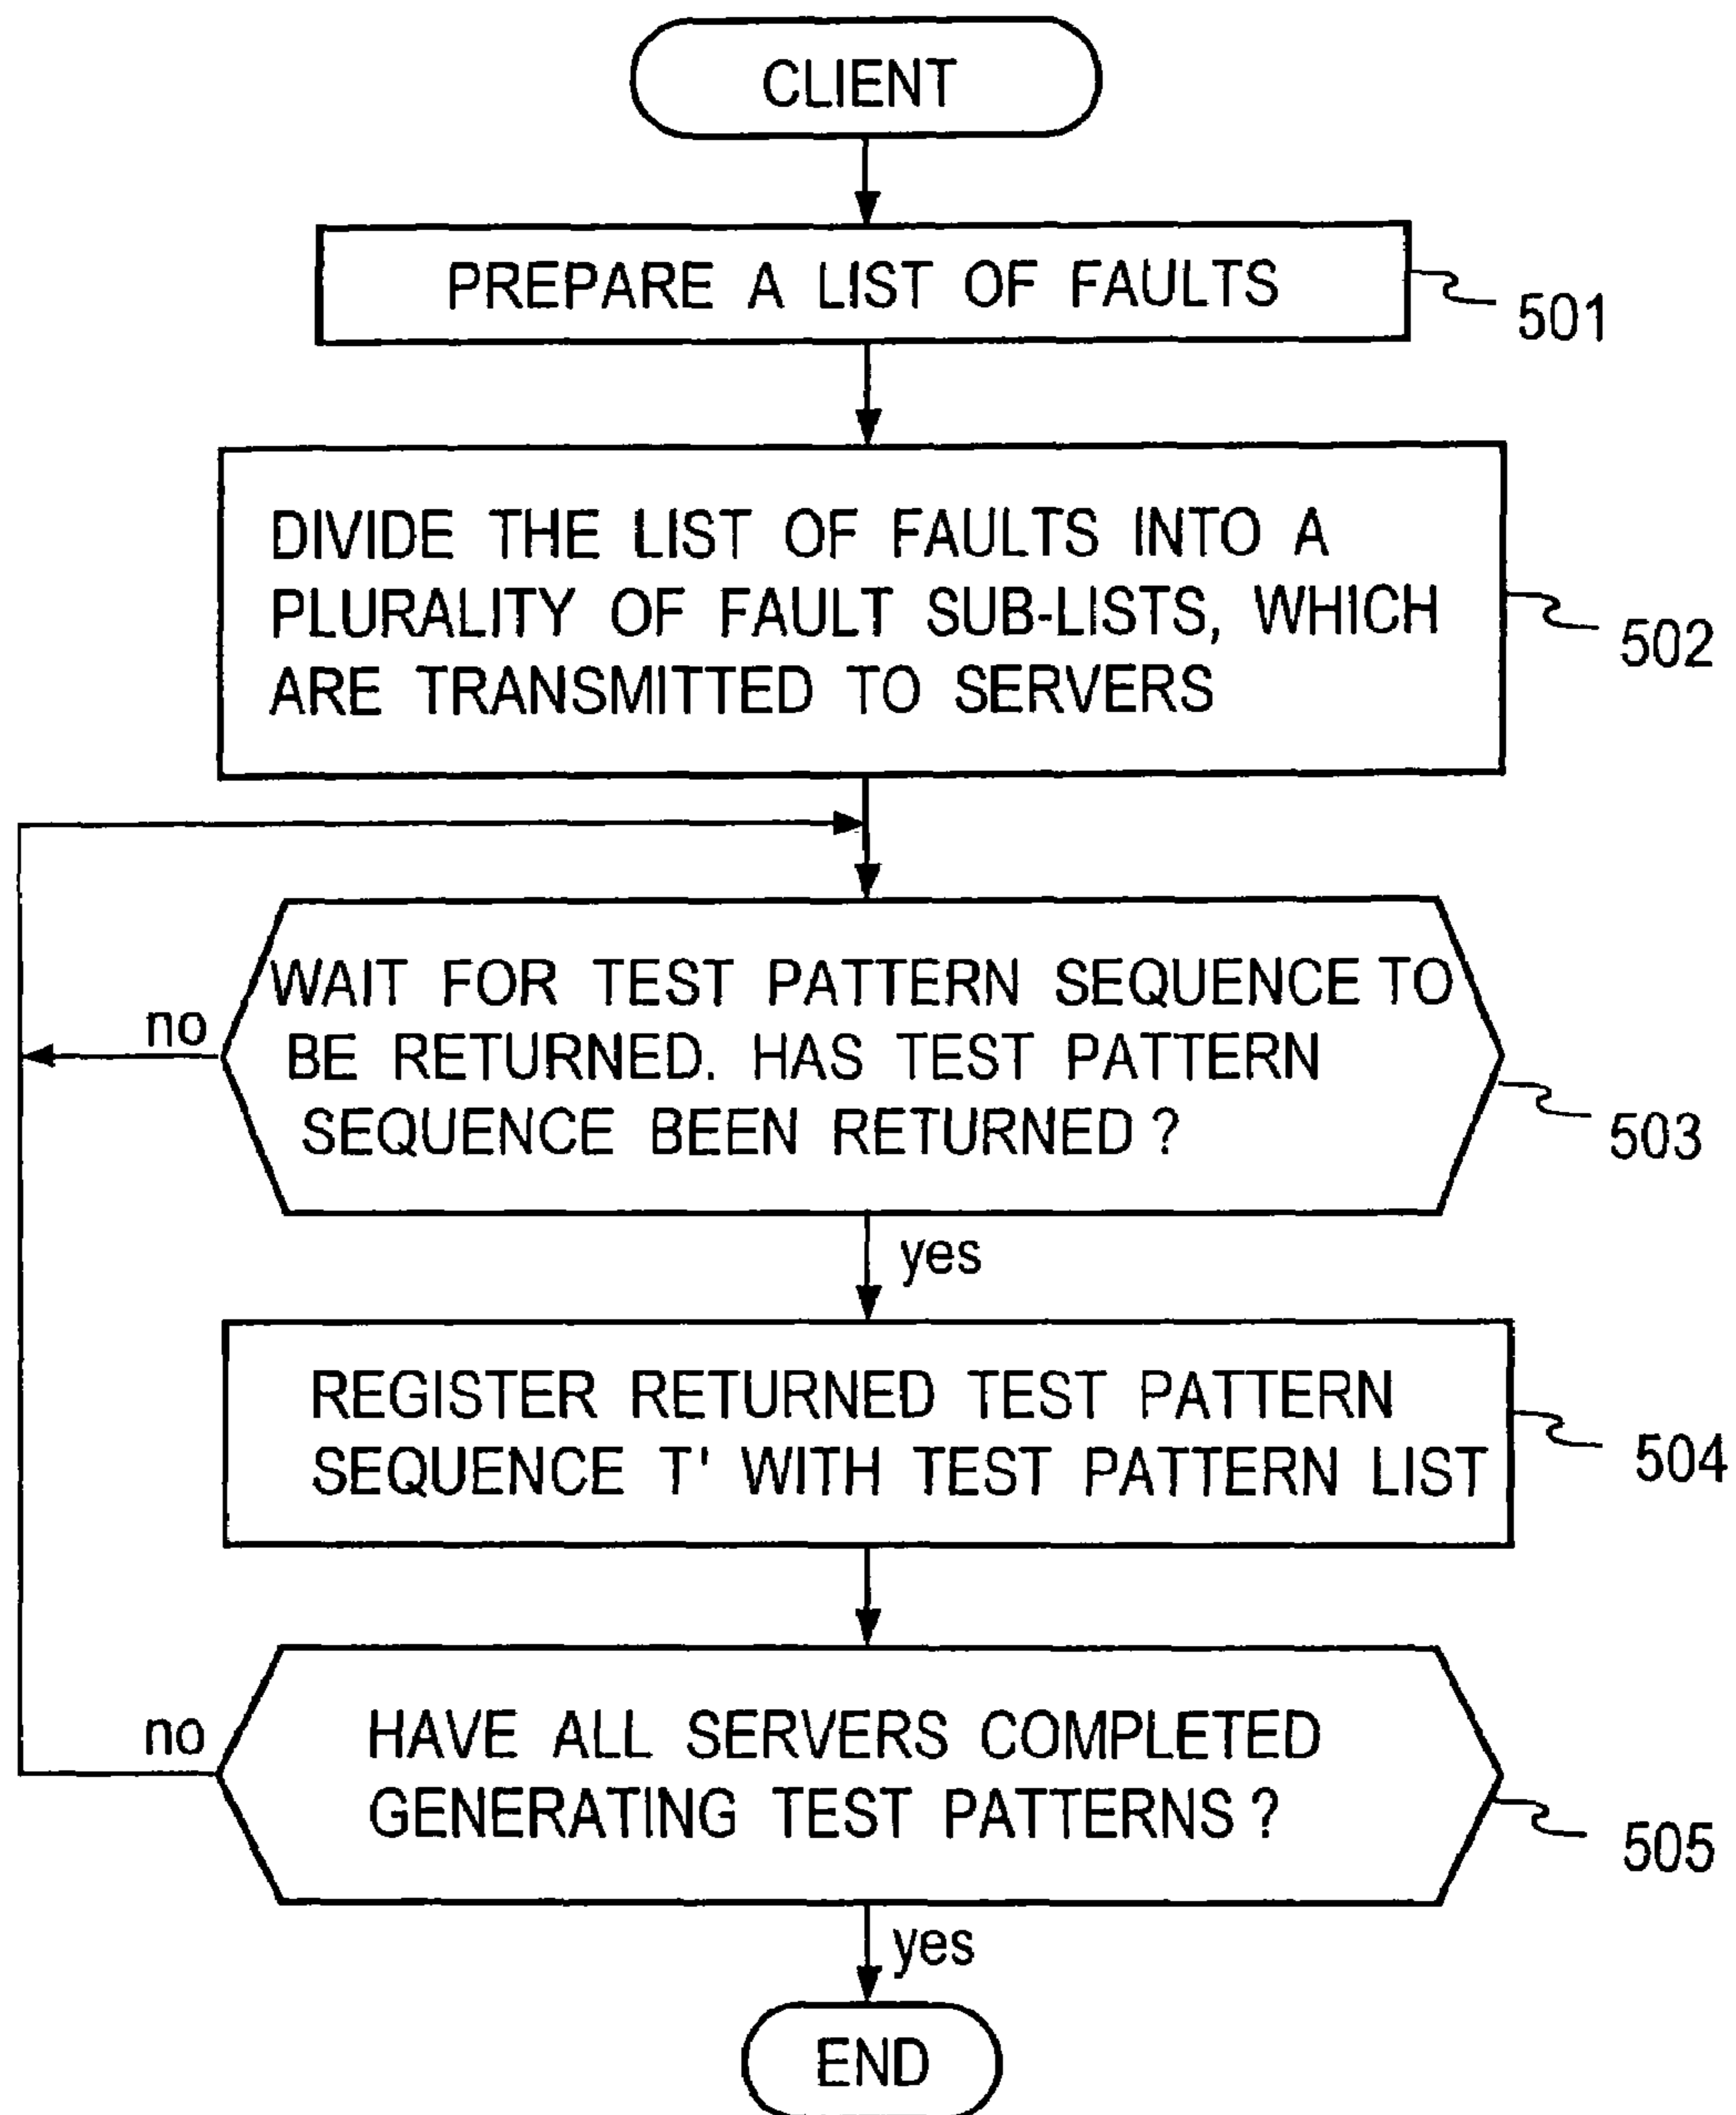 CLIENT
PREPARE A LIST OF FAULTS
501
DIVIDE THE LIST OF FAULTS INTO A
PLURALITY OF FAULT SUB-LISTS, WHICH
ARE TRANSMITTED TO SERVERS
502
WAIT FOR TEST PATTERN SEQUENCE TO
BE RETURNED. HAS TEST PATTERN
SEQUENCE BEEN RETURNED ?
no
503
yes
REGISTER RETURNED TEST PATTERN
SEQUENCE T' WITH TEST PATTERN LIST
504
HAVE ALL SERVERS COMPLETED
GENERATING TEST PATTERNS ?
no
505
yes
END